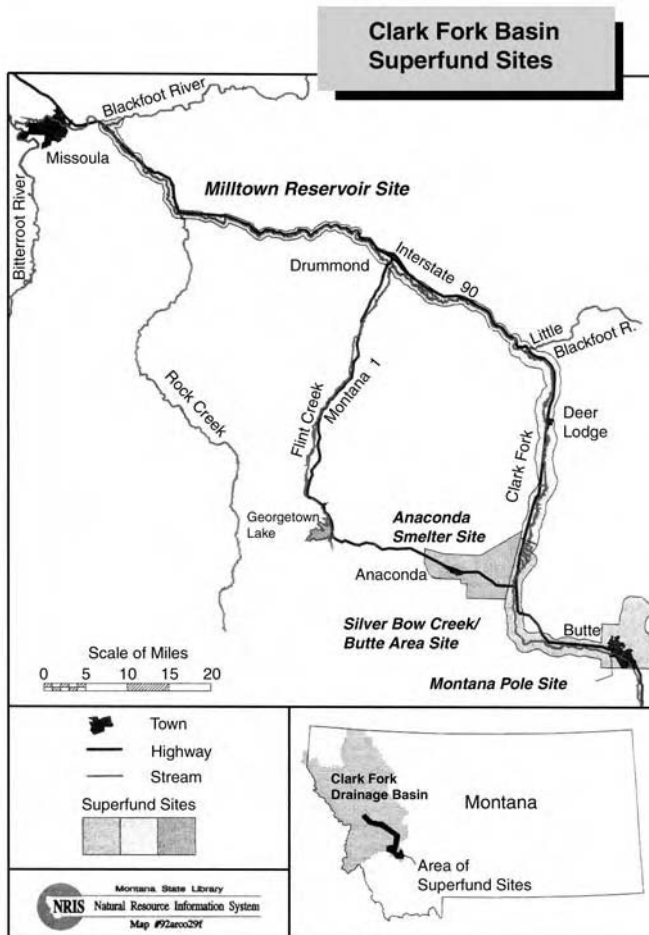 Clark Fork Basin
Superfund Sites
Blackfoot River
Missoula
Bitterroot River
Milltown Reservoir Site
Drummond
Interstate 90
Little
Blackfoot R.
Rock Creek
Flint Creek
Montana 1
Deer
Lodge
Clark Fork
Georgetown
Lake
Anaconda
Smelter Site
Anaconda
Silver Bow Creek/
Butte Area Site
Butte
Montana Pole Site
Scale of Miles
0 5 10 15 20
Town
Highway
Stream
Superfund Sites
Clark Fork
Drainage Basin
Montana
Area of
Superfund Sites
Montana State Library
NRIS Natural Resource Information System
Map #92arco29f